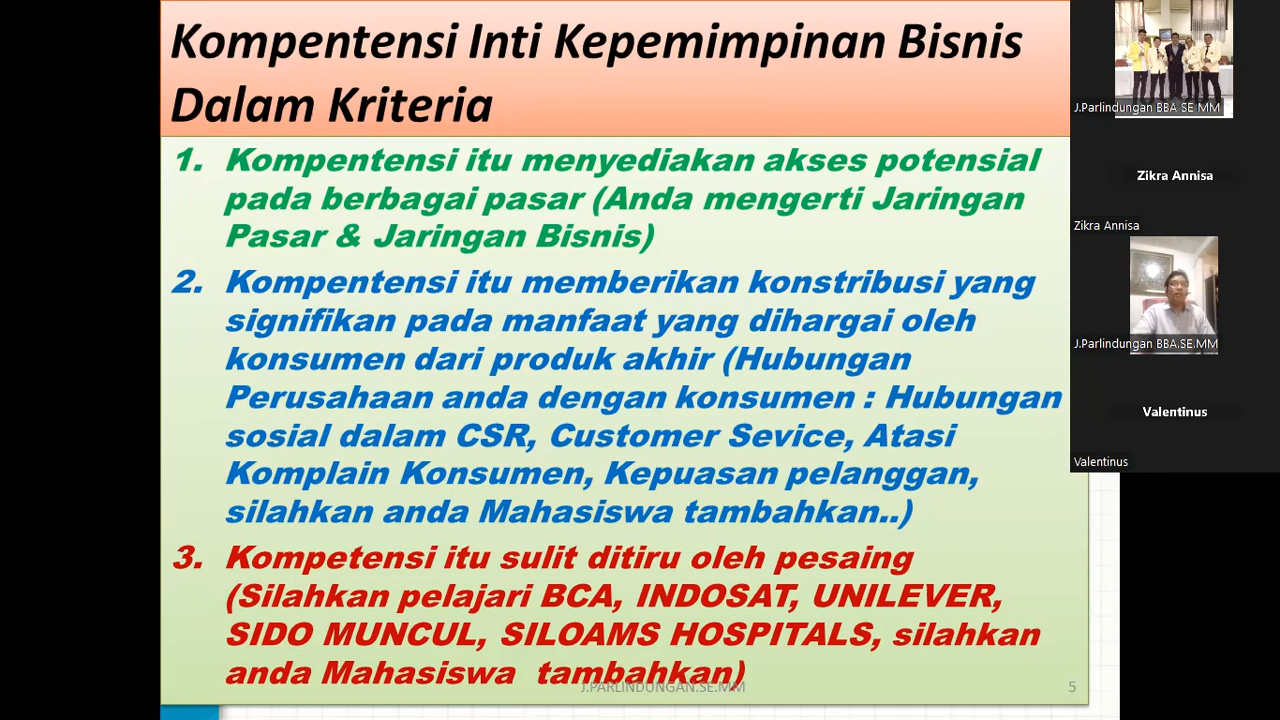 Kompentensi Inti Kepemimpinan Bisnis
Dalam Kriteria
1. Kompentensi itu menyediakan akses potensial
pada berbagai pasar (Anda mengerti Jaringan
Pasar & Jaringan Bisnis)
2. Kompentensi itu memberikan konstribusi yang
signifikan pada manfaat yang dihargai oleh
konsumen dari produk akhir (Hubungan
Perusahaan anda dengan konsumen : Hubungan
sosial dalam CSR, Customer Sevice, Atasi
Komplain Konsumen, Kepuasan pelanggan,
silahkan anda Mahasiswa tambahkan..)
3. Kompetensi itu sulit ditiru oleh pesaing
(Silahkan pelajari BCA, INDOSAT, UNILEVER,
SIDO MUNCUL, SILOAMS HOSPITALS, silahkan
anda Mahasiswa tambahkan)
J.PARLINDUNGAN.SE.MM
5
J.Parlindungan BBA SE MM
Zikra Annisa
Zikra Annisa
J.Parlindungan BBA.SE.MM
Valentinus
Valentinus